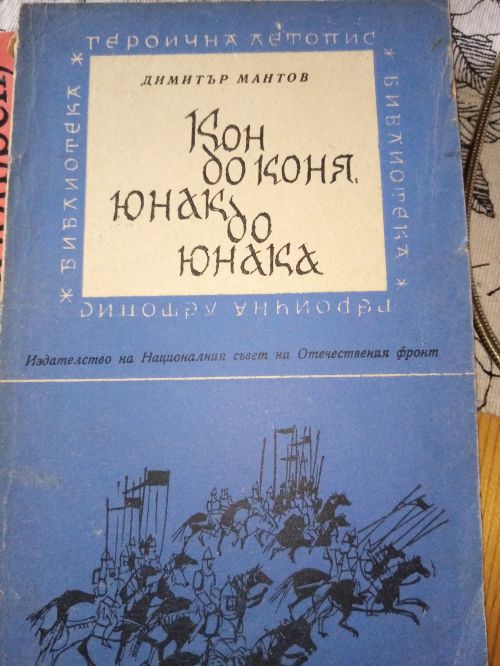 ГЕРОИЧНА ЛЕТОПИС
БИБЛИОТЕКА
ДИМИТЪР МАНТОВ
Кон
до коня,
юнак
до
юнака
БИБЛИОТЕКА
ГЕРОИЧНА ЛЕТОПИС
Издателство на Националния съвет на Отечествения фронт